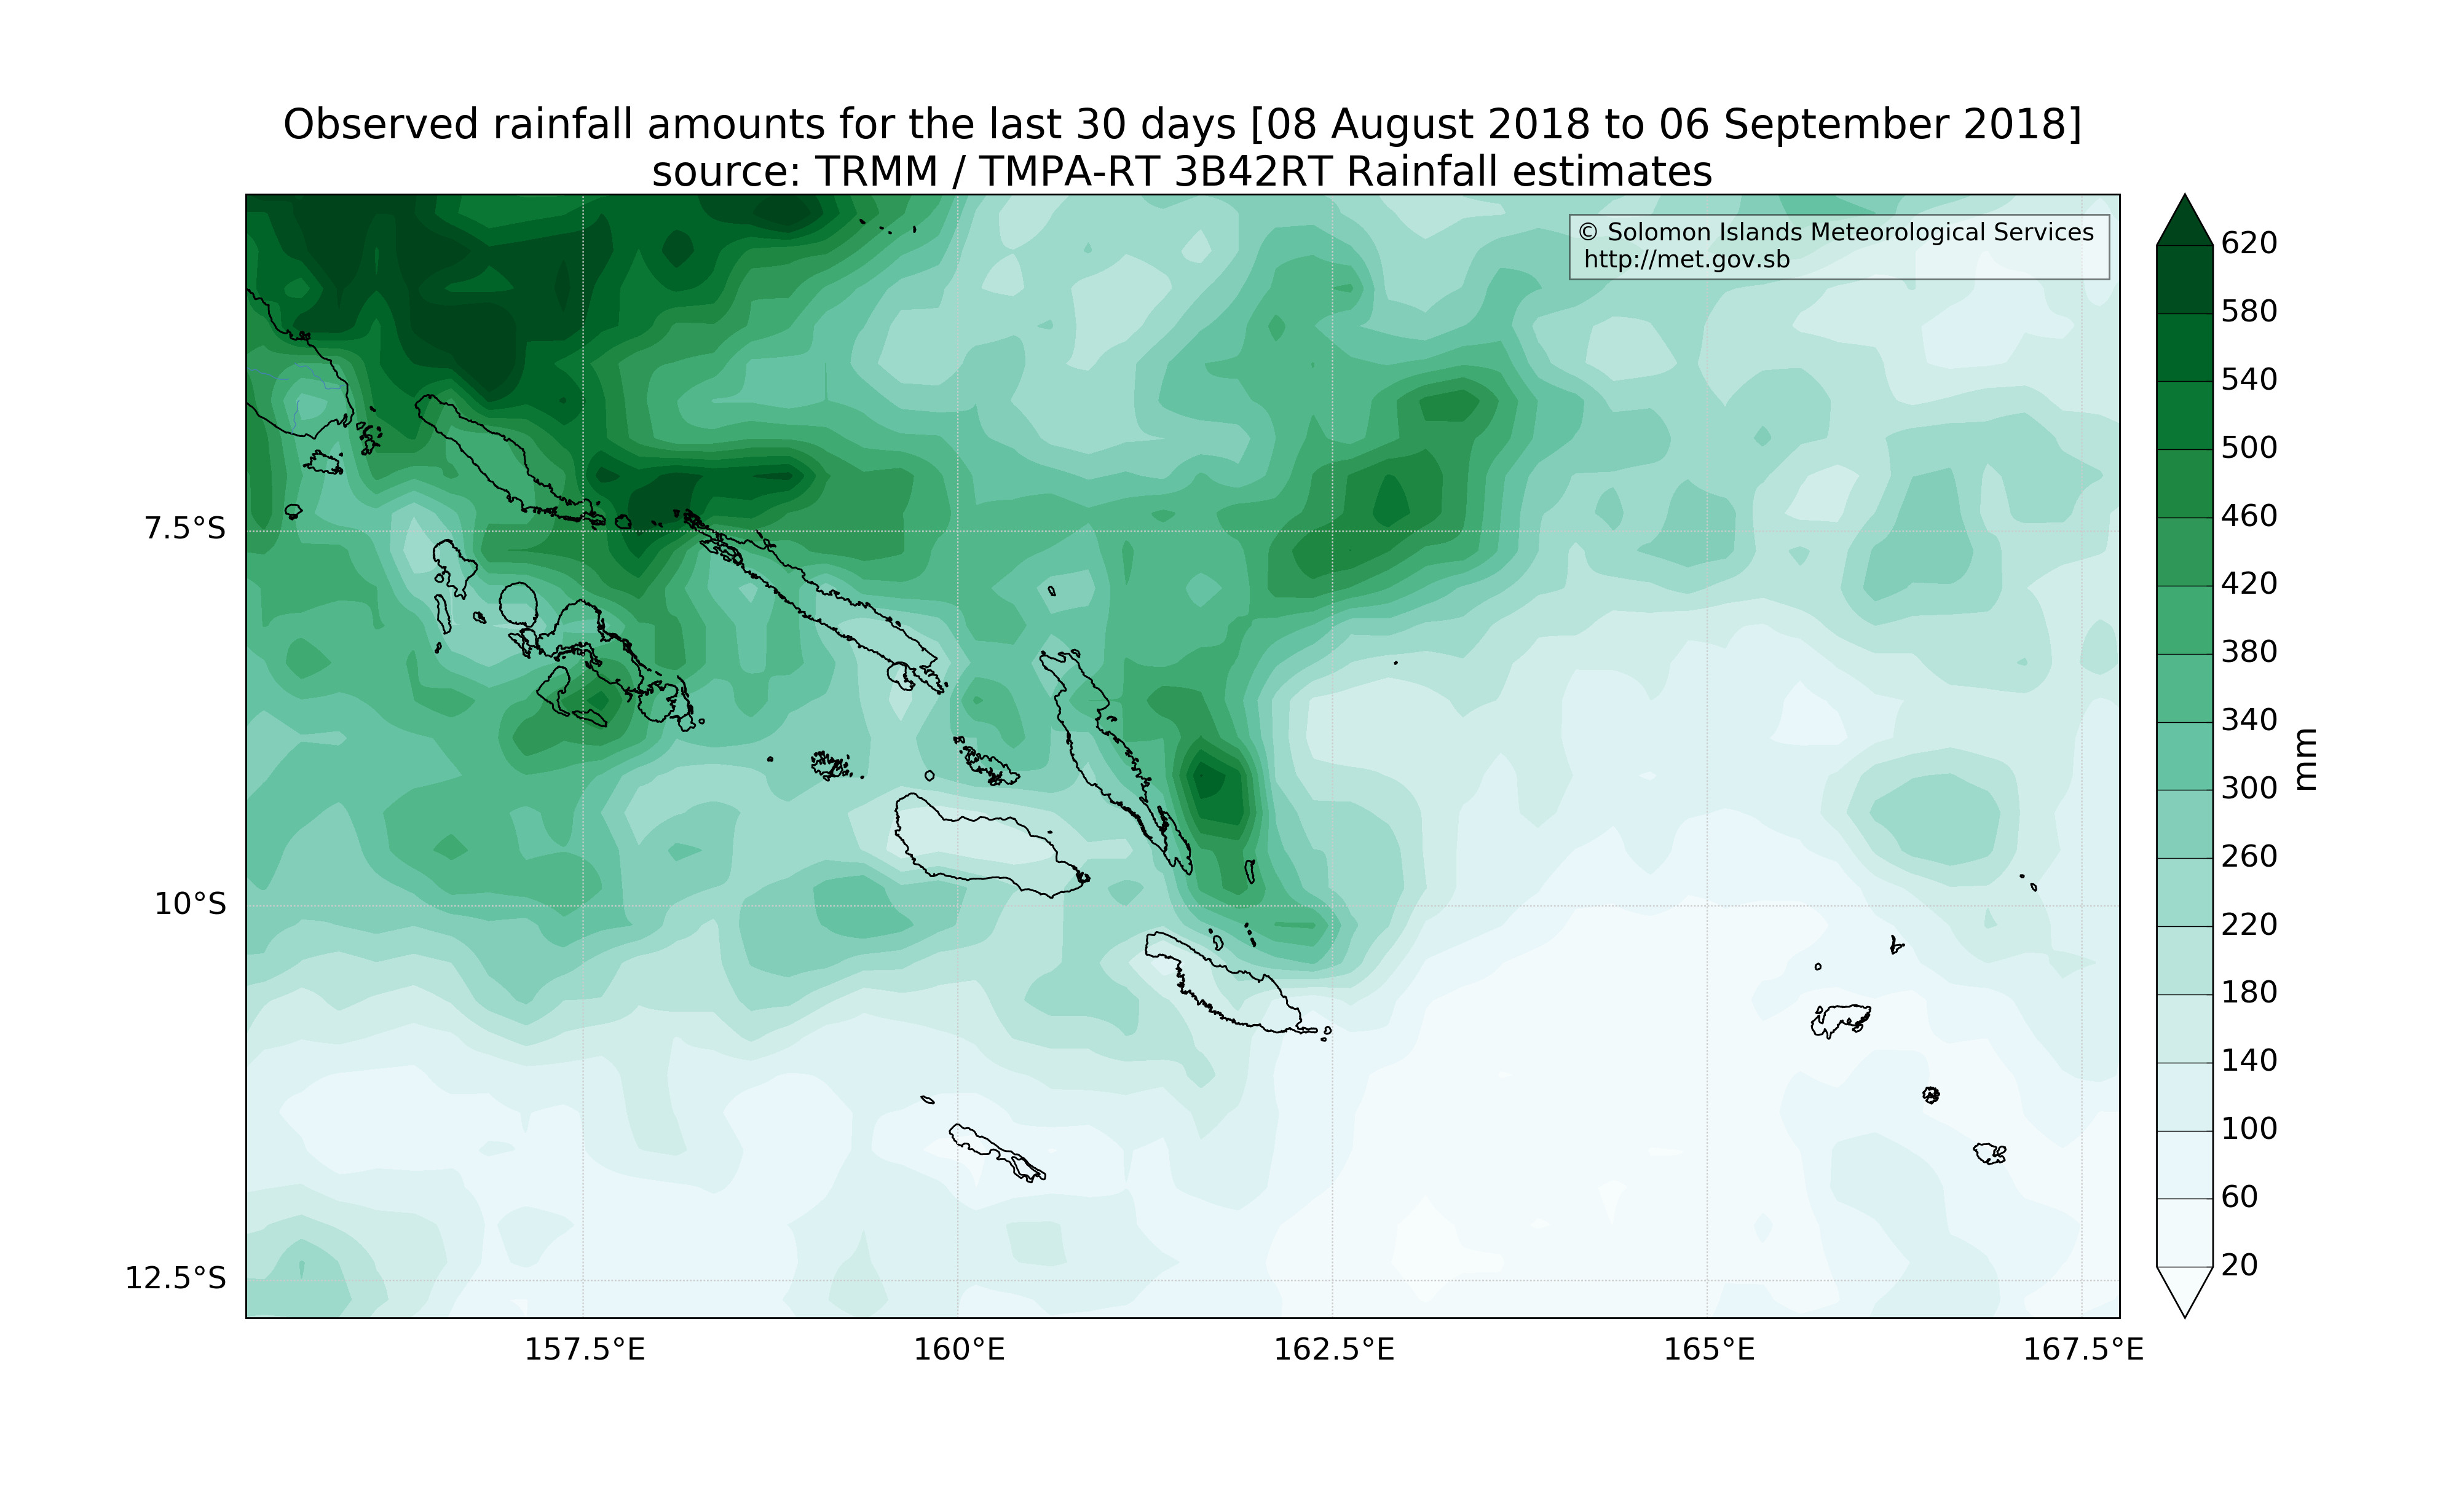 Observed rainfall amounts for the last 30 days [08 August 2018 to 06 September 2018]
source: TRMM / TMPA-RT 3B42RT Rainfall estimates
© Solomon Islands Meteorological Services
http://met.gov.sb
7.5°S
10°S
12.5°S
157.5°E
160°E
162.5°E
165°E
167.5°E
620
580
540
500
460
420
380
340
300
260
220
180
140
100
60
20
mm